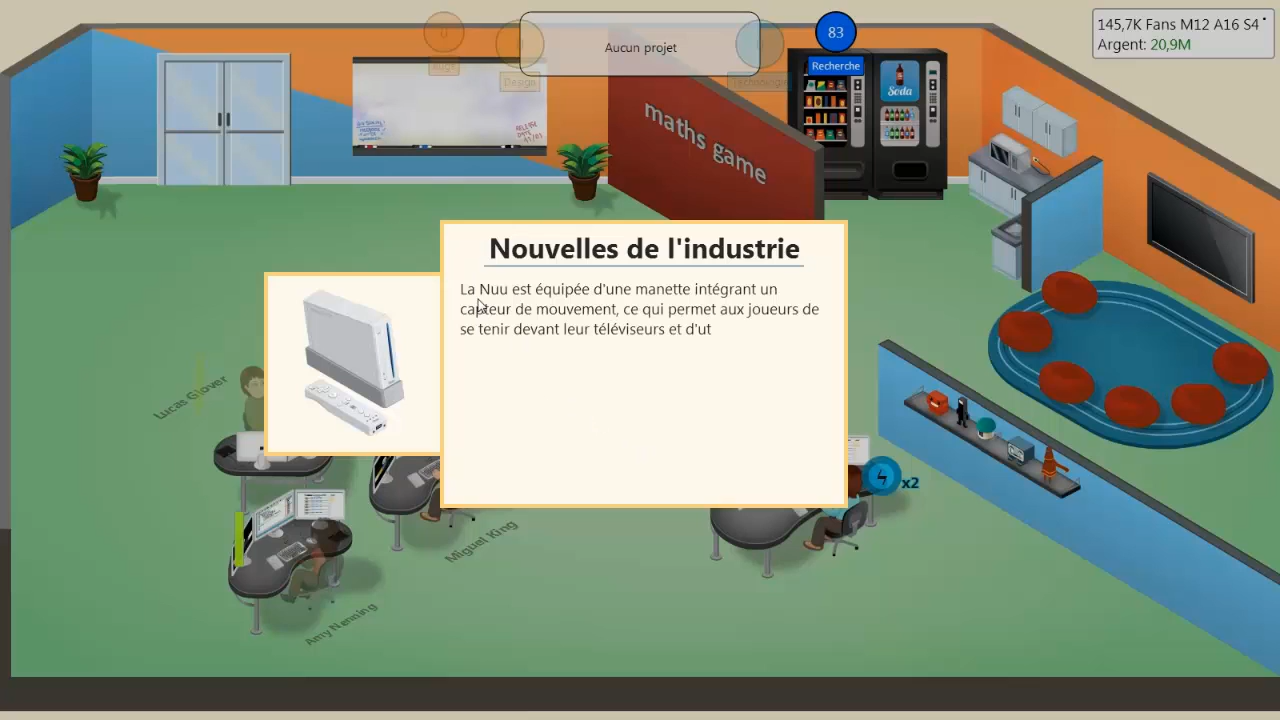 Aucun projet
83
Recherche
Design
145,7K Fans M12 A16 S4
Argent: 20,9M
Soda
maths game
Nouvelles de l'industrie
La Nuu est équipée d'une manette intégrant un
capteur de mouvement, ce qui permet aux joueurs de
se tenir devant leur téléviseurs et d'ut
Lucas Glover
x2
Miguel King
Amy Nenning